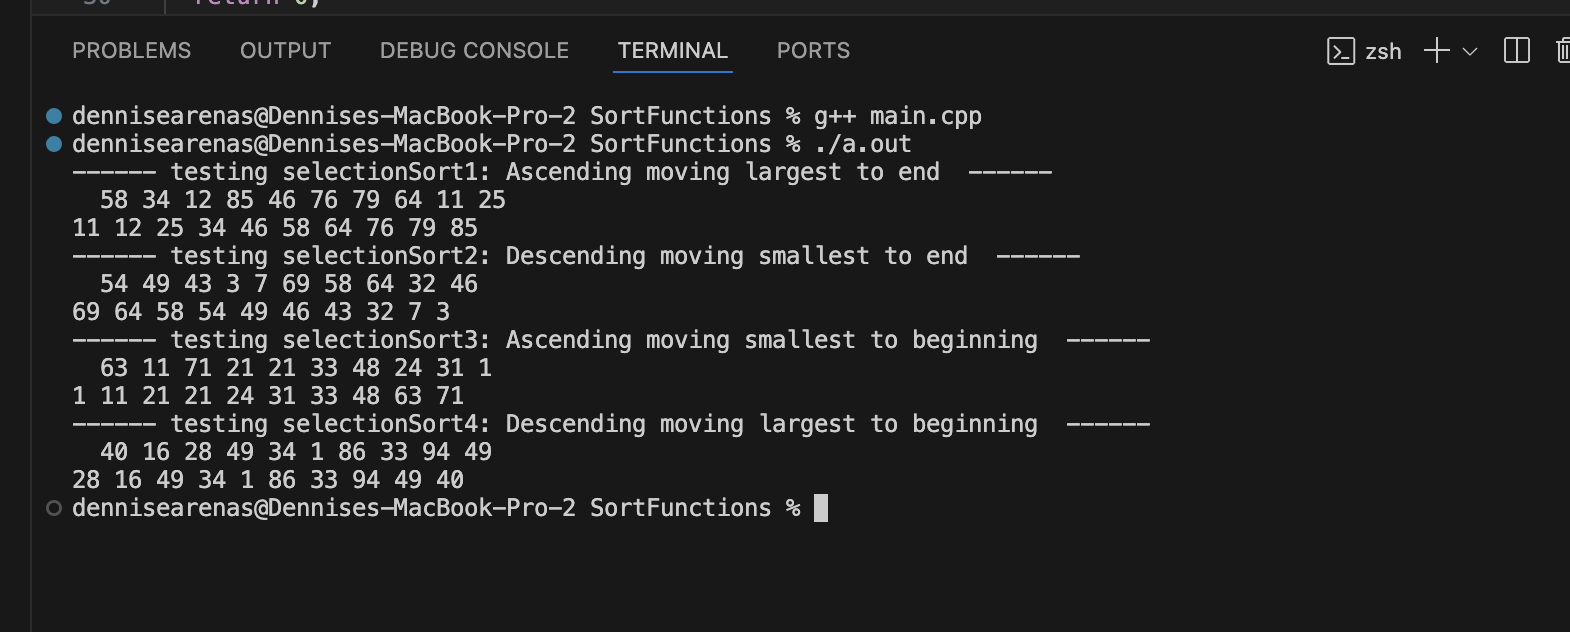 PROBLEMS OUTPUT DEBUG CONSOLE TERMINAL PORTS zsh
dennisearenas@Dennises-MacBook-Pro-2 SortFunctions % g++ main.cpp
dennisearenas@Dennises-MacBook-Pro-2 SortFunctions % ./a.out
------ testing selectionSort1: Ascending moving largest to end  ------
  58 34 12 85 46 76 79 64 11 25
11 12 25 34 46 58 64 76 79 85
------ testing selectionSort2: Descending moving smallest to end  ------
  54 49 43 3 7 69 58 64 32 46
69 64 58 54 49 46 43 32 7 3
------ testing selectionSort3: Ascending moving smallest to beginning  ------
  63 11 71 21 21 33 48 24 31 1
1 11 21 21 24 31 33 48 63 71
------ testing selectionSort4: Descending moving largest to beginning  ------
  40 16 28 49 34 1 86 33 94 49
28 16 49 34 1 86 33 94 49 40
dennisearenas@Dennises-MacBook-Pro-2 SortFunctions %